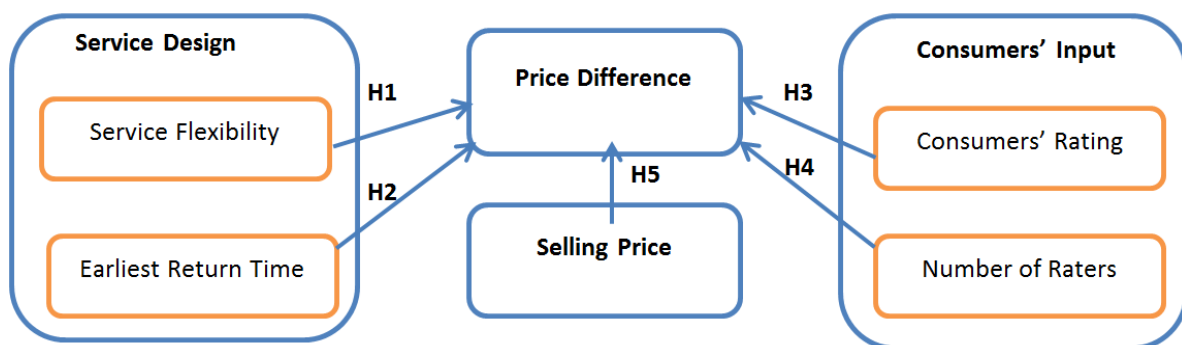 Service Design
Service Flexibility
Earliest Return Time
H1
H2
Price Difference
H5
Selling Price
H3
H4
Consumers’ Input
Consumers’ Rating
Number of Raters